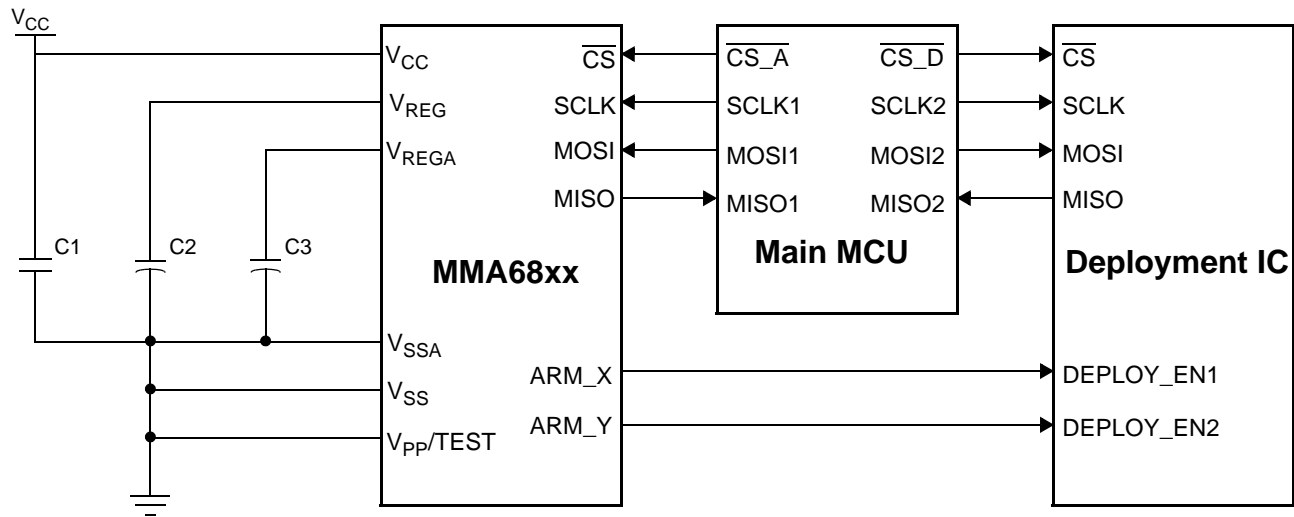 VCC
VCC
VREG
VREGA
C1
C2
C3
VSSA
VSS
VPP/TEST
CS
SCLK
MOSI
MISO
MMA68xx
ARM_X
ARM_Y
CS_A
SCLK1
MOSI1
MISO1
CS_D
SCLK2
MOSI2
MISO2
Main MCU
CS
SCLK
MOSI
MISO
Deployment IC
DEPLOY_EN1
DEPLOY_EN2